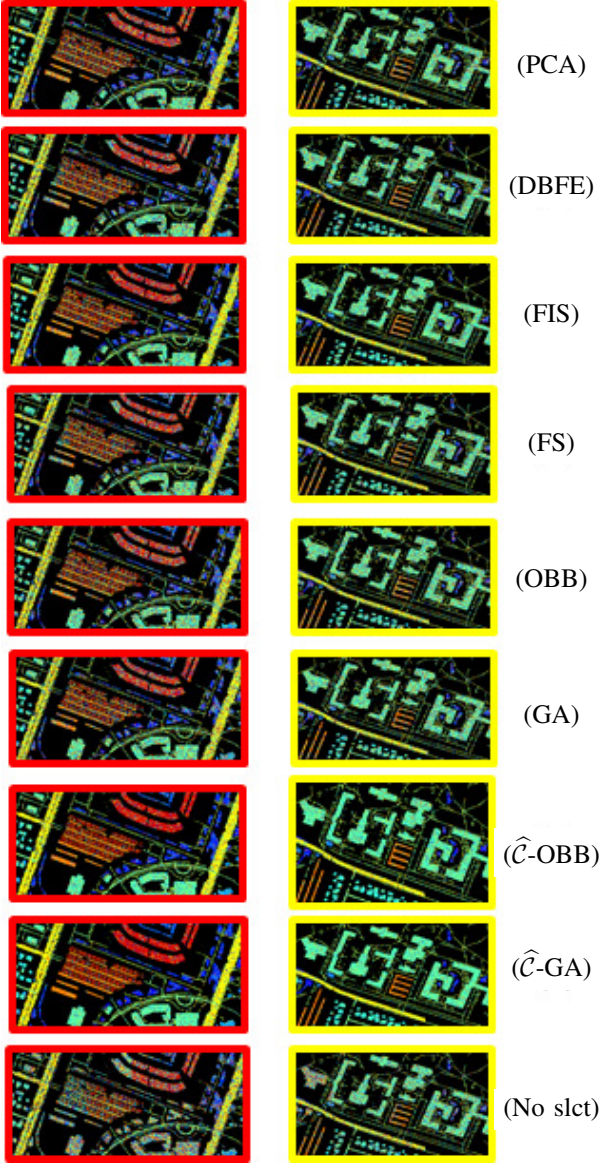 (PCA)
(DBFE)
(FIS)
(FS)
(OBB)
(GA)
(𝒞̂-OBB)
(𝒞̂-GA)
(No slct)